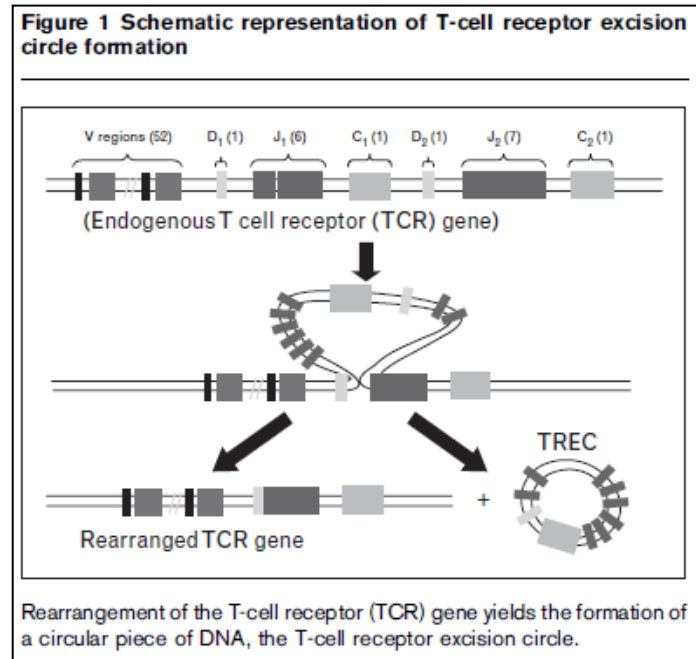 Figure 1 Schematic representation of T-cell receptor excision
circle formation
V regions (52) D₁ (1) J₁ (6) C₁ (1) D₂ (1) J₂ (7) C₂ (1)
(Endogenous T cell receptor (TCR) gene)
TREC
+
Rearranged TCR gene
Rearrangement of the T-cell receptor (TCR) gene yields the formation of
a circular piece of DNA, the T-cell receptor excision circle.